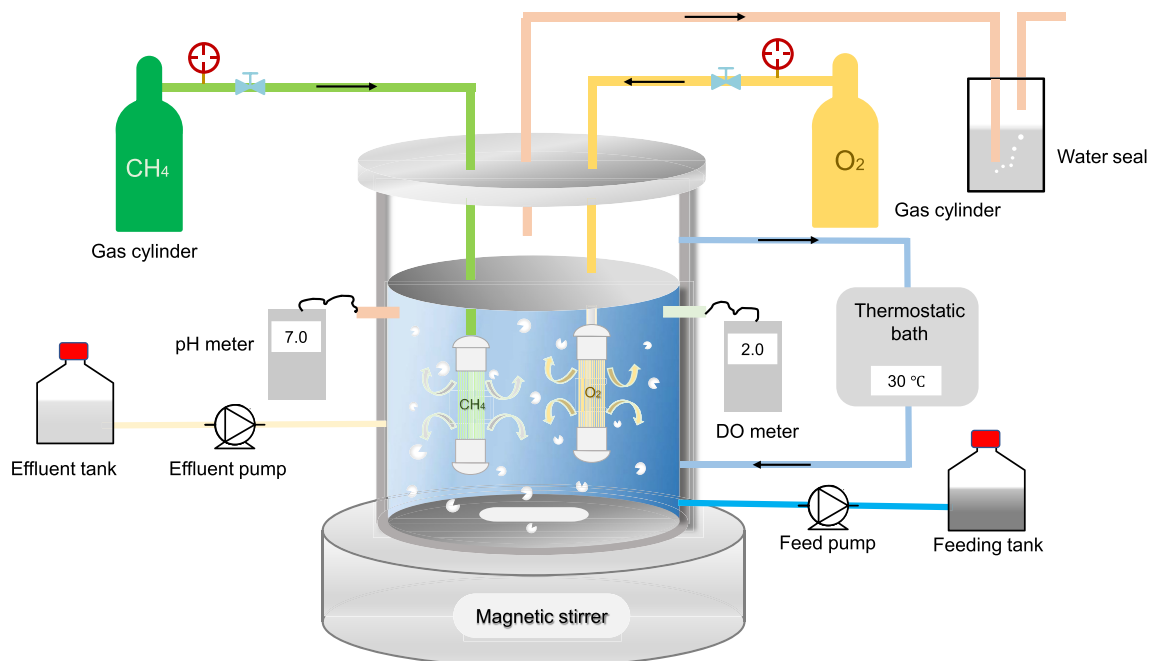 CH₄
O₂
Water seal
Gas cylinder
Gas cylinder
Thermostatic
bath
30 ℃
7.0
pH meter
2.0
DO meter
CH₄
O₂
Effluent tank
Effluent pump
Feed pump
Feeding tank
Magnetic stirrer